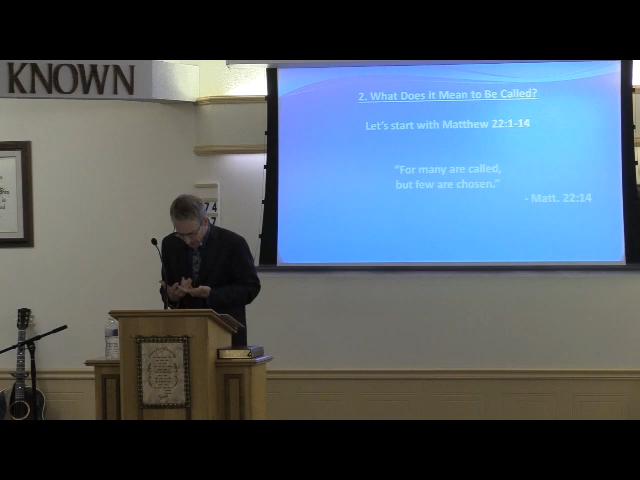 KNOWN
2. What Does it Mean to Be Called?
Let's start with Matthew 22:1-14
"For many are called,
but few are chosen."
- Matt. 22:14
74